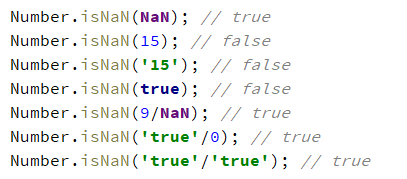 Number.isNaN(NaN); // true
Number.isNaN(15); // false
Number.isNaN('15'); // false
Number.isNaN(true); // false
Number.isNaN(9/NaN); // true
Number.isNaN('true'/0); // true
Number.isNaN('true'/'true'); // true